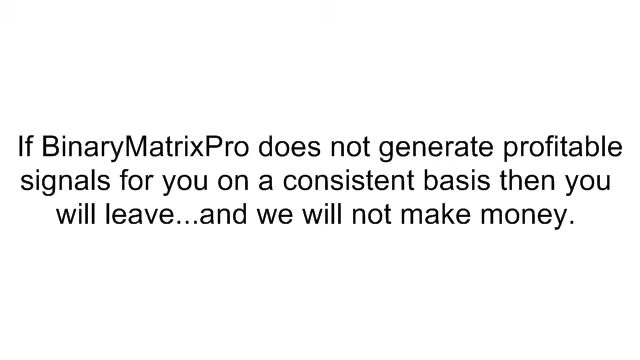 If BinaryMatrixPro does not generate profitable
signals for you on a consistent basis then you
will leave...and we will not make money.